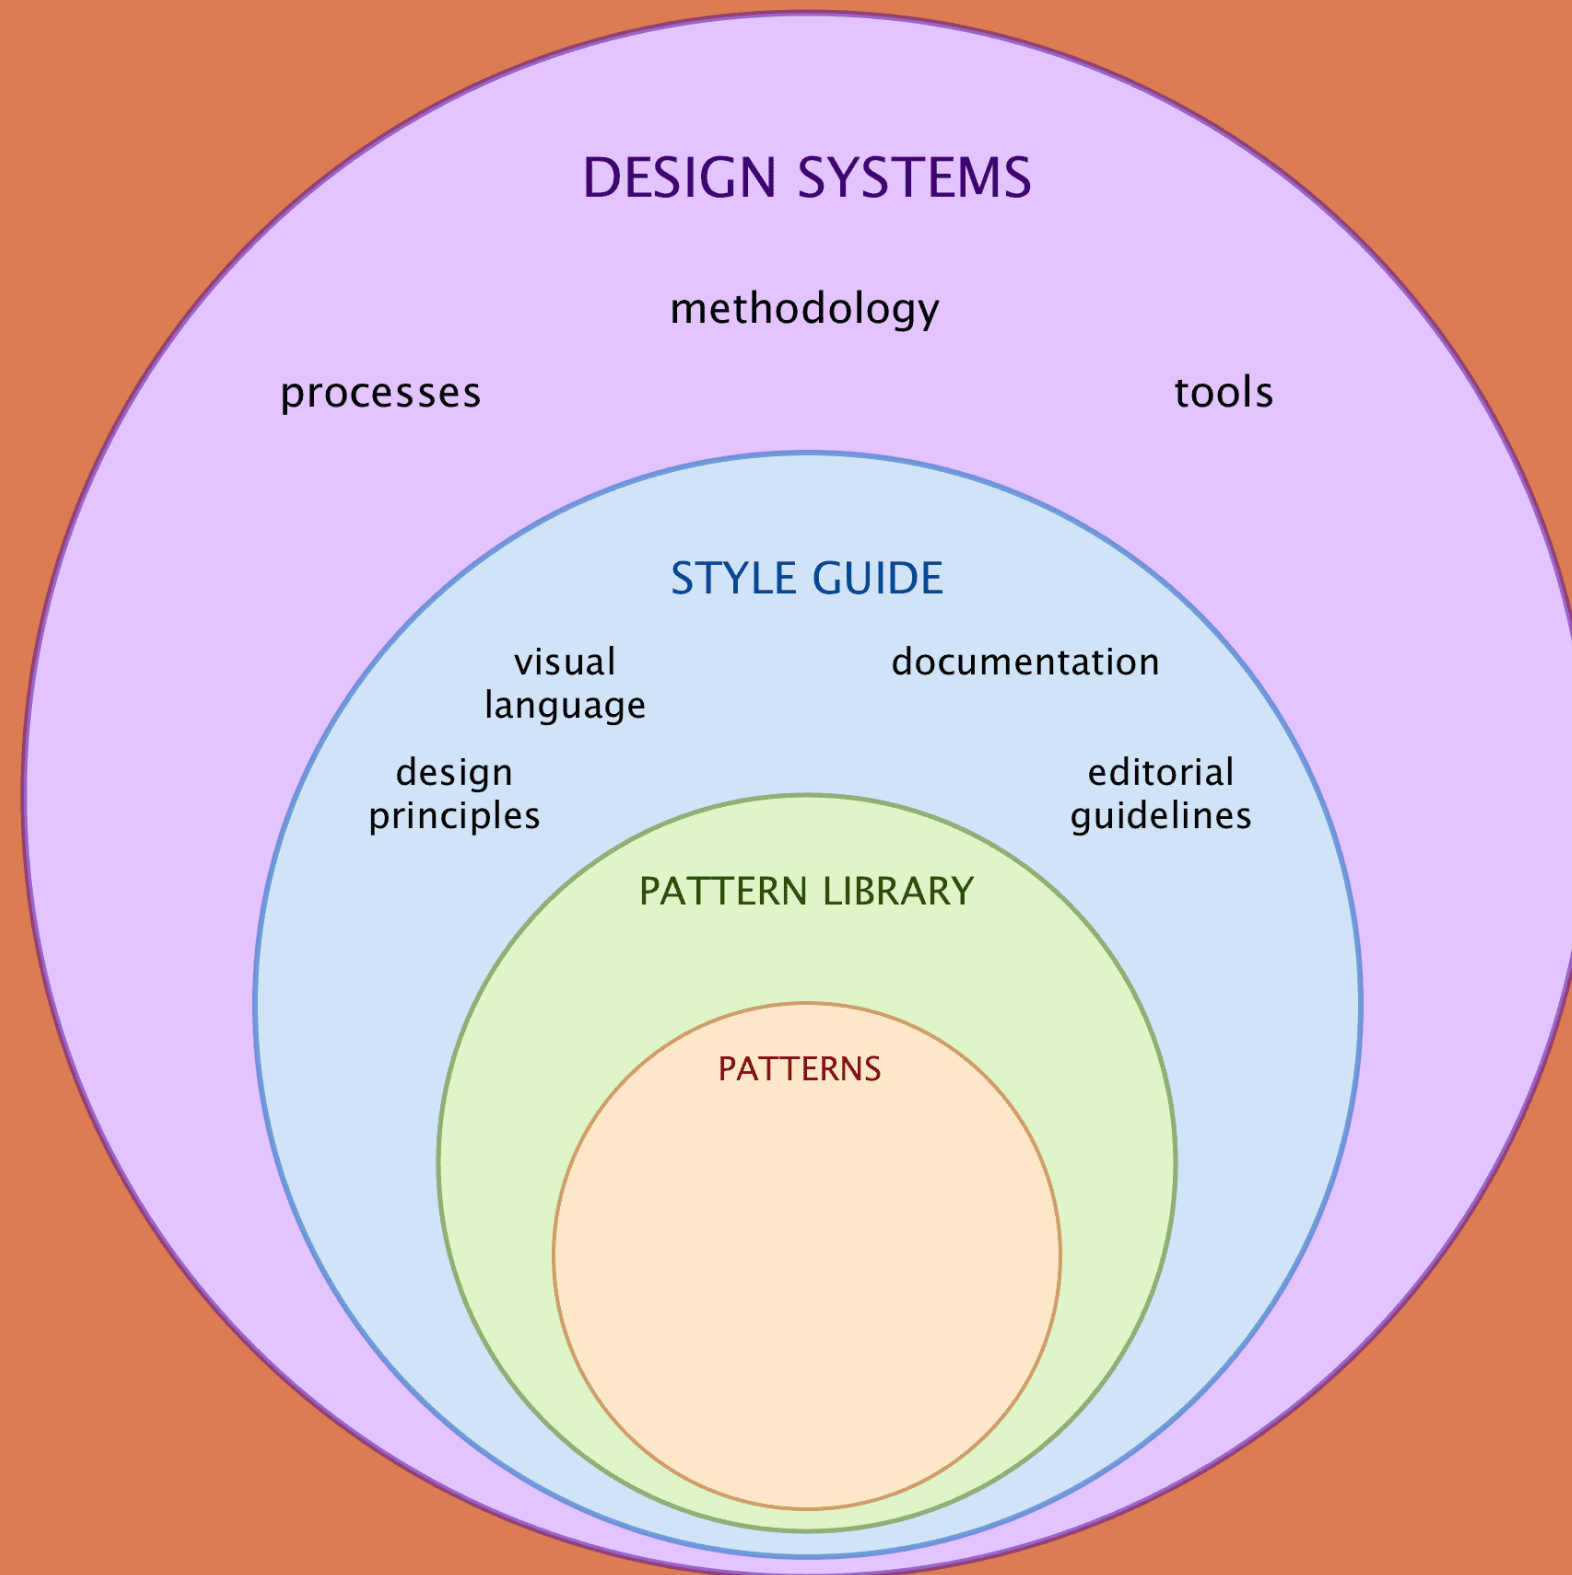 DESIGN SYSTEMS
methodology
processes
tools
STYLE GUIDE
visual
language
documentation
design
principles
editorial
guidelines
PATTERN LIBRARY
PATTERNS